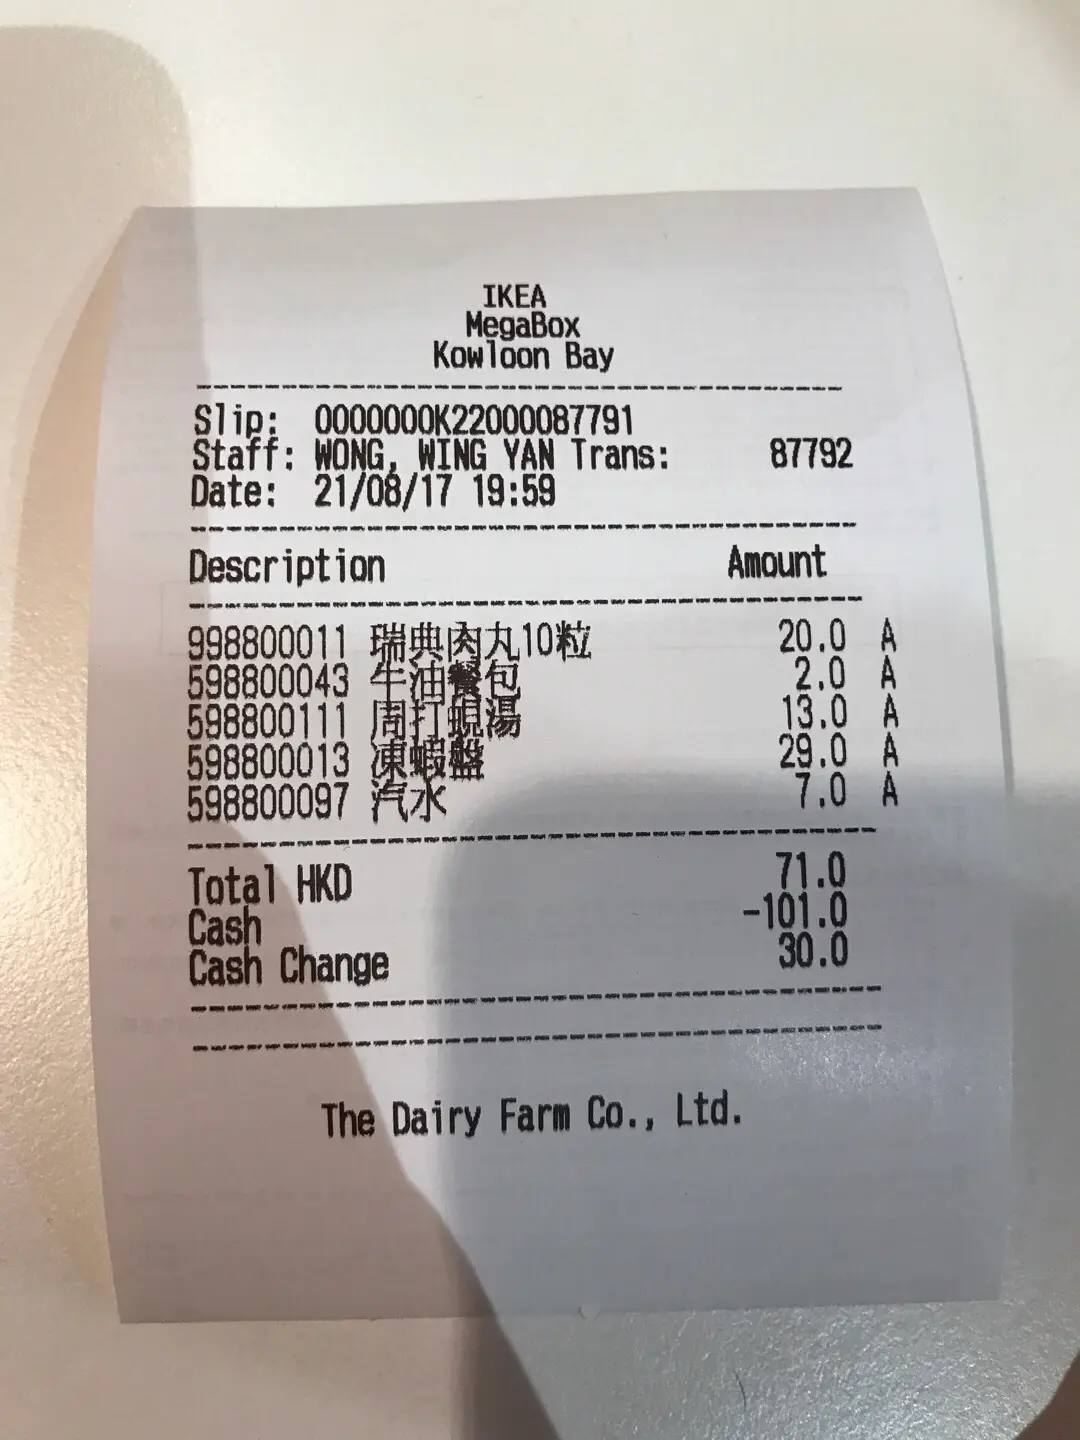 IKEA
MegaBox
Kowloon Bay
Slip: 0000000K22000087791
Staff: WONG, WING YAN Trans: 87792
Date: 21/08/17 19:59
Description Amount
998800011 瑞典肉丸10粒 20.0 A
598800043 牛油餐包 2.0 A
598800111 周打蜆湯 13.0 A
598800013 凍蝦盤 29.0 A
598800097 汽水 7.0 A
Total HKD 71.0
Cash -101.0
Cash Change 30.0
The Dairy Farm Co., Ltd.